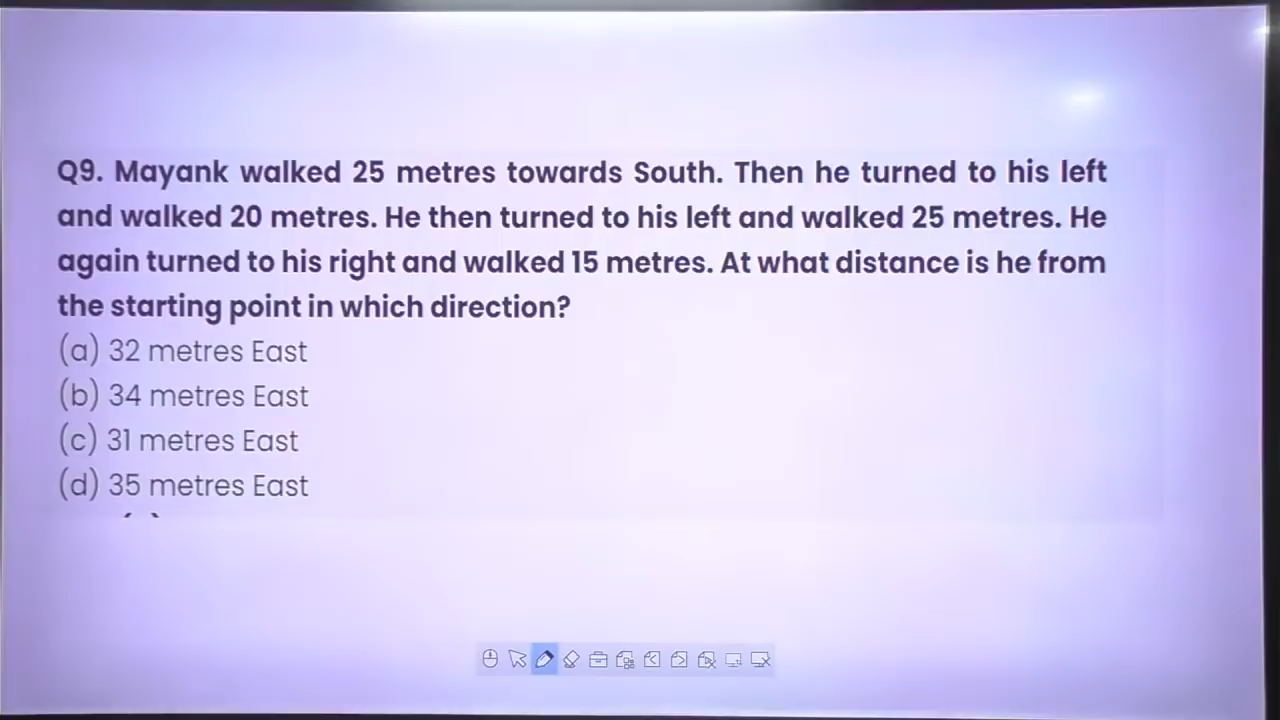 Q9. Mayank walked 25 metres towards South. Then he turned to his left
and walked 20 metres. He then turned to his left and walked 25 metres. He
again turned to his right and walked 15 metres. At what distance is he from
the starting point in which direction?
(a) 32 metres East
(b) 34 metres East
(c) 31 metres East
(d) 35 metres East